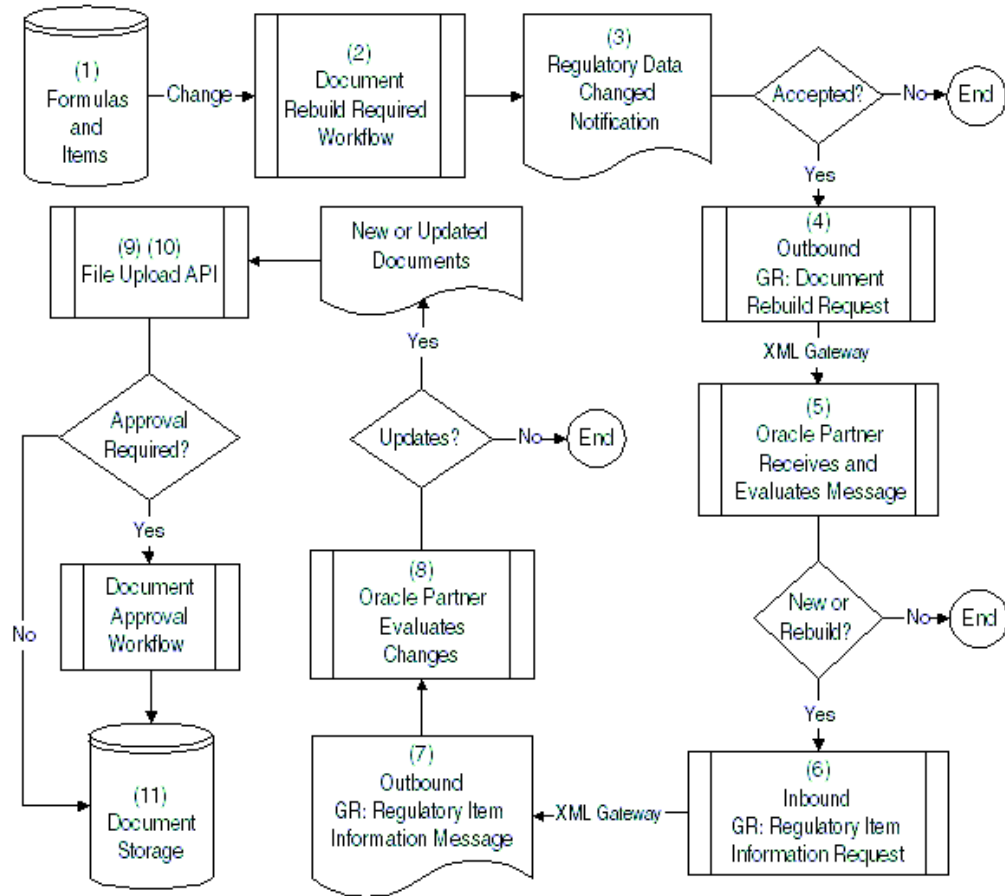 (1)
Formulas
and
Items
Change
(2)
Document
Rebuild Required
Workflow
(3)
Regulatory Data
Changed
Notification
Accepted?
No
End
Yes
(4)
Outbound
GR: Document
Rebuild Request
XML Gateway
(5)
Oracle Partner
Receives and
Evaluates Message
New or
Rebuild?
No
End
Yes
(6)
Inbound
GR: Regulatory Item
Information Request
XML Gateway
(7)
Outbound
GR: Regulatory Item
Information Message
(8)
Oracle Partner
Evaluates
Changes
Updates?
No
End
Yes
New or Updated
Documents
(9) (10)
File Upload API
Approval
Required?
Yes
Document
Approval
Workflow
No
(11)
Document
Storage